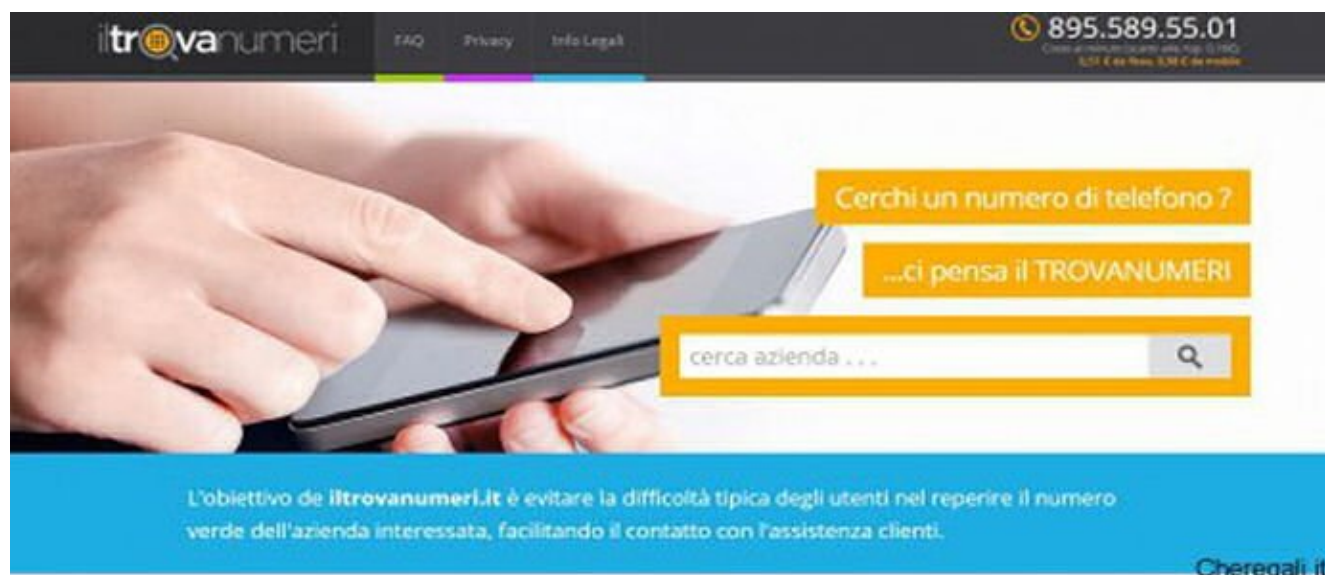 iltrovanumeri
FAQ Privacy Info Legali
895.589.55.01
Cerchi un numero di telefono ?
...ci pensa il TROVANUMERI
cerca azienda . . .
L'obiettivo de iltrovanumeri.it è evitare la difficoltà tipica degli utenti nel reperire il numero
verde dell'azienda interessata, facilitando il contatto con l'assistenza clienti.
Cheregali.it